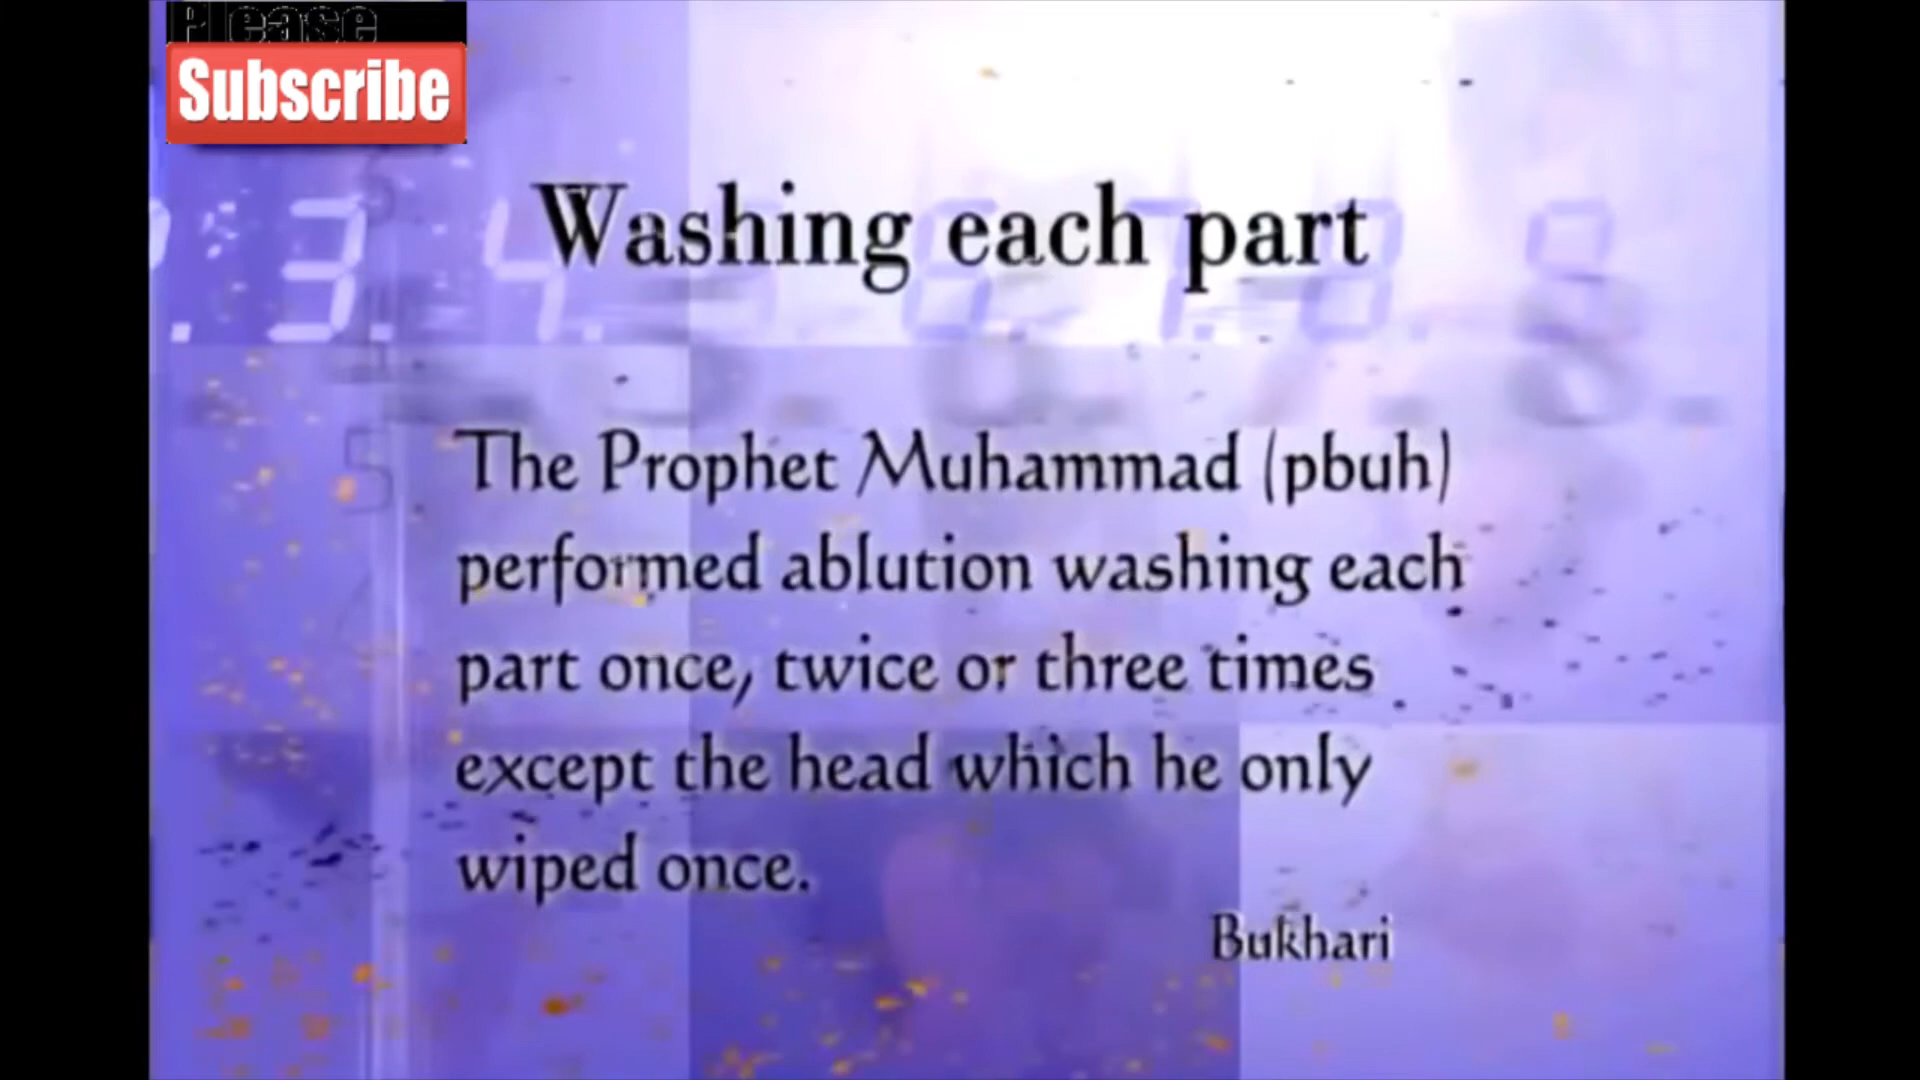 Please
Subscribe
Washing each part
The Prophet Muhammad (pbuh)
performed ablution washing each
part once, twice or three times
except the head which he only
wiped once.
Bukhari